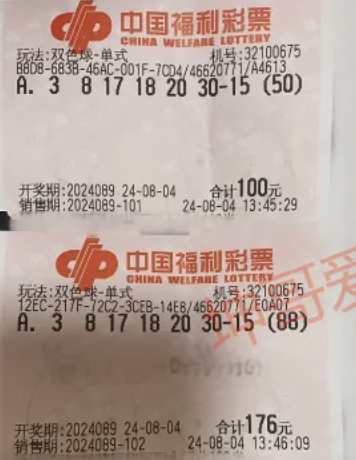 中国福利彩票
CHINA WELFARE LOTTERY
玩法:双色球-单式 机号:32100675
B8D8-683B-46AC-001F-7CD4/46620771/A4613
A. 3 8 17 18 20 30-15 (50)
开奖期:2024089 24-08-04 合计100元
销售期:2024089-101 24-08-04 13:45:29
中国福利彩票
CHINA WELFARE LOTTERY
玩法:双色球-单式 机号:32100675
12EC-217F-72C2-3CEB-14E8/46620771/E0A07
A. 3 8 17 18 20 30-15 (88)
开奖期:2024089 24-08-04 合计176元
销售期:2024089-102 24-08-04 13:46:09
哥爱